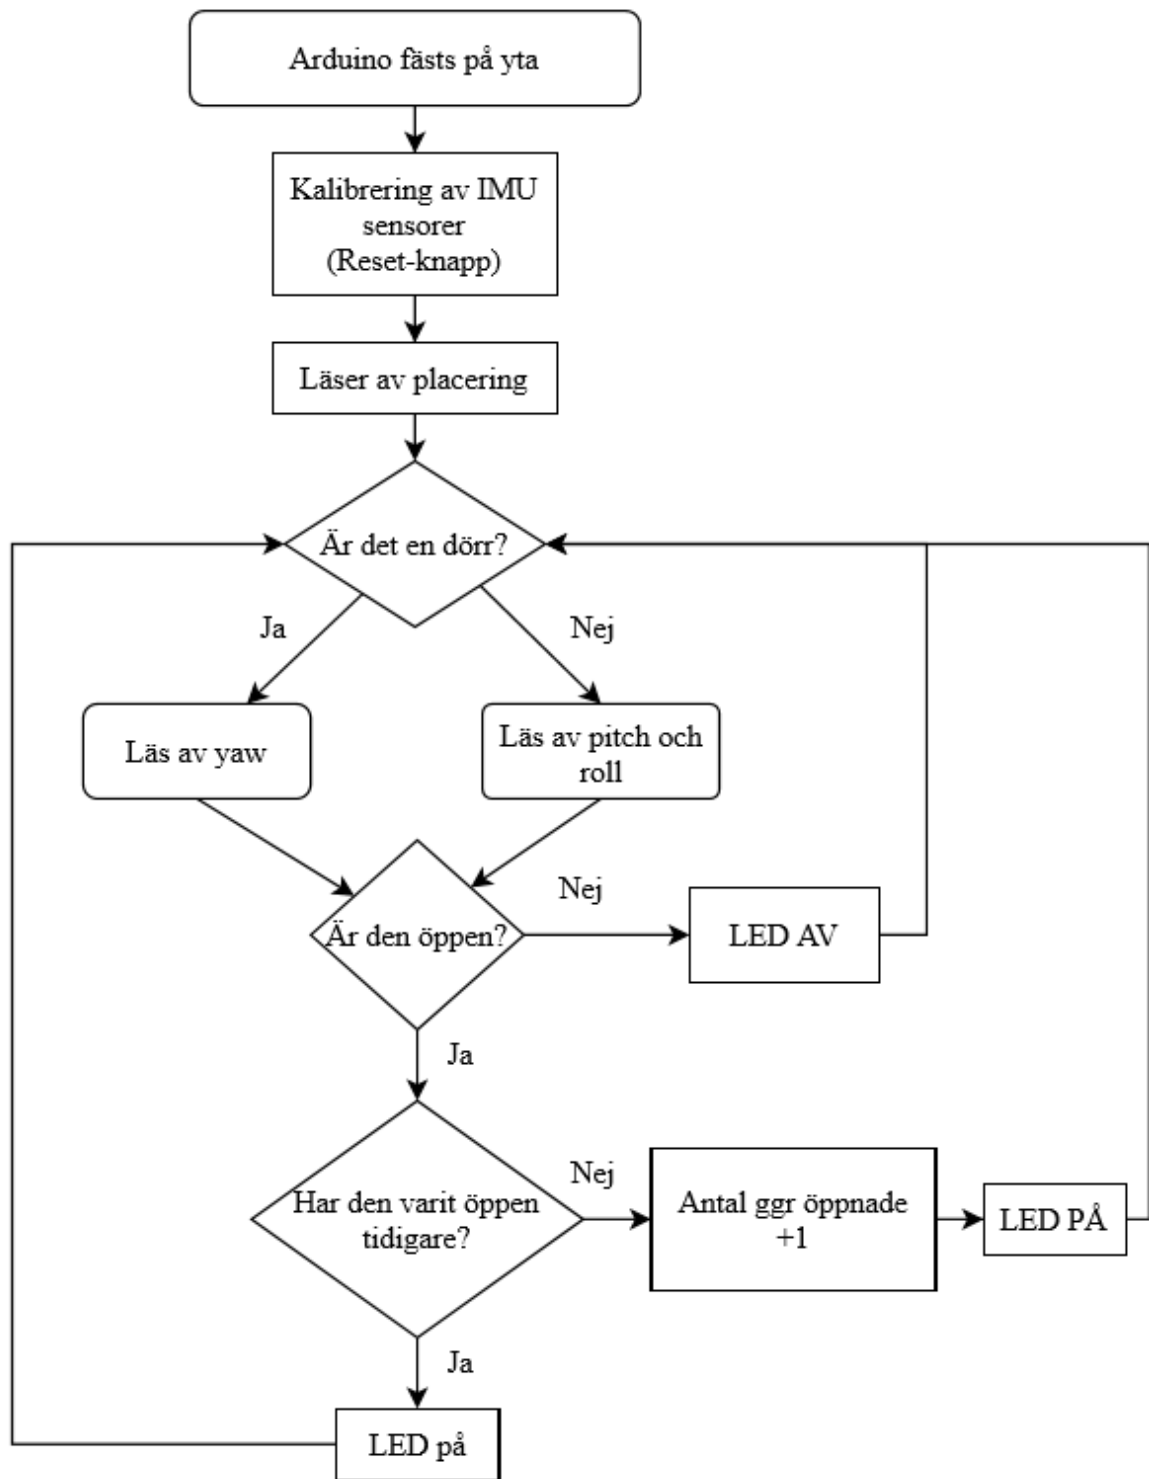 Arduino fästs på yta
Kalibrering av IMU
sensorer
(Reset-knapp)
Läser av placering
Är det en dörr?
Ja
Nej
Läs av yaw
Läs av pitch och
roll
Är den öppen?
Nej
LED AV
Ja
Har den varit öppen
tidigare?
Nej
Antal ggr öppnade
+1
LED PÅ
Ja
LED på